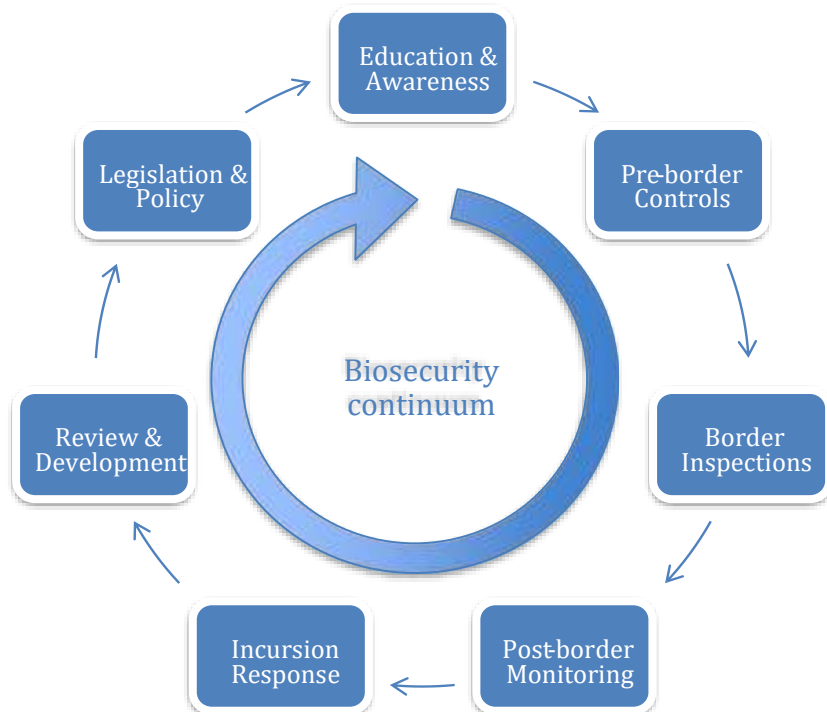 Education &
Awareness
Pre-border
Controls
Border
Inspections
Post-border
Monitoring
Incursion
Response
Review &
Development
Legislation &
Policy
Biosecurity
continuum